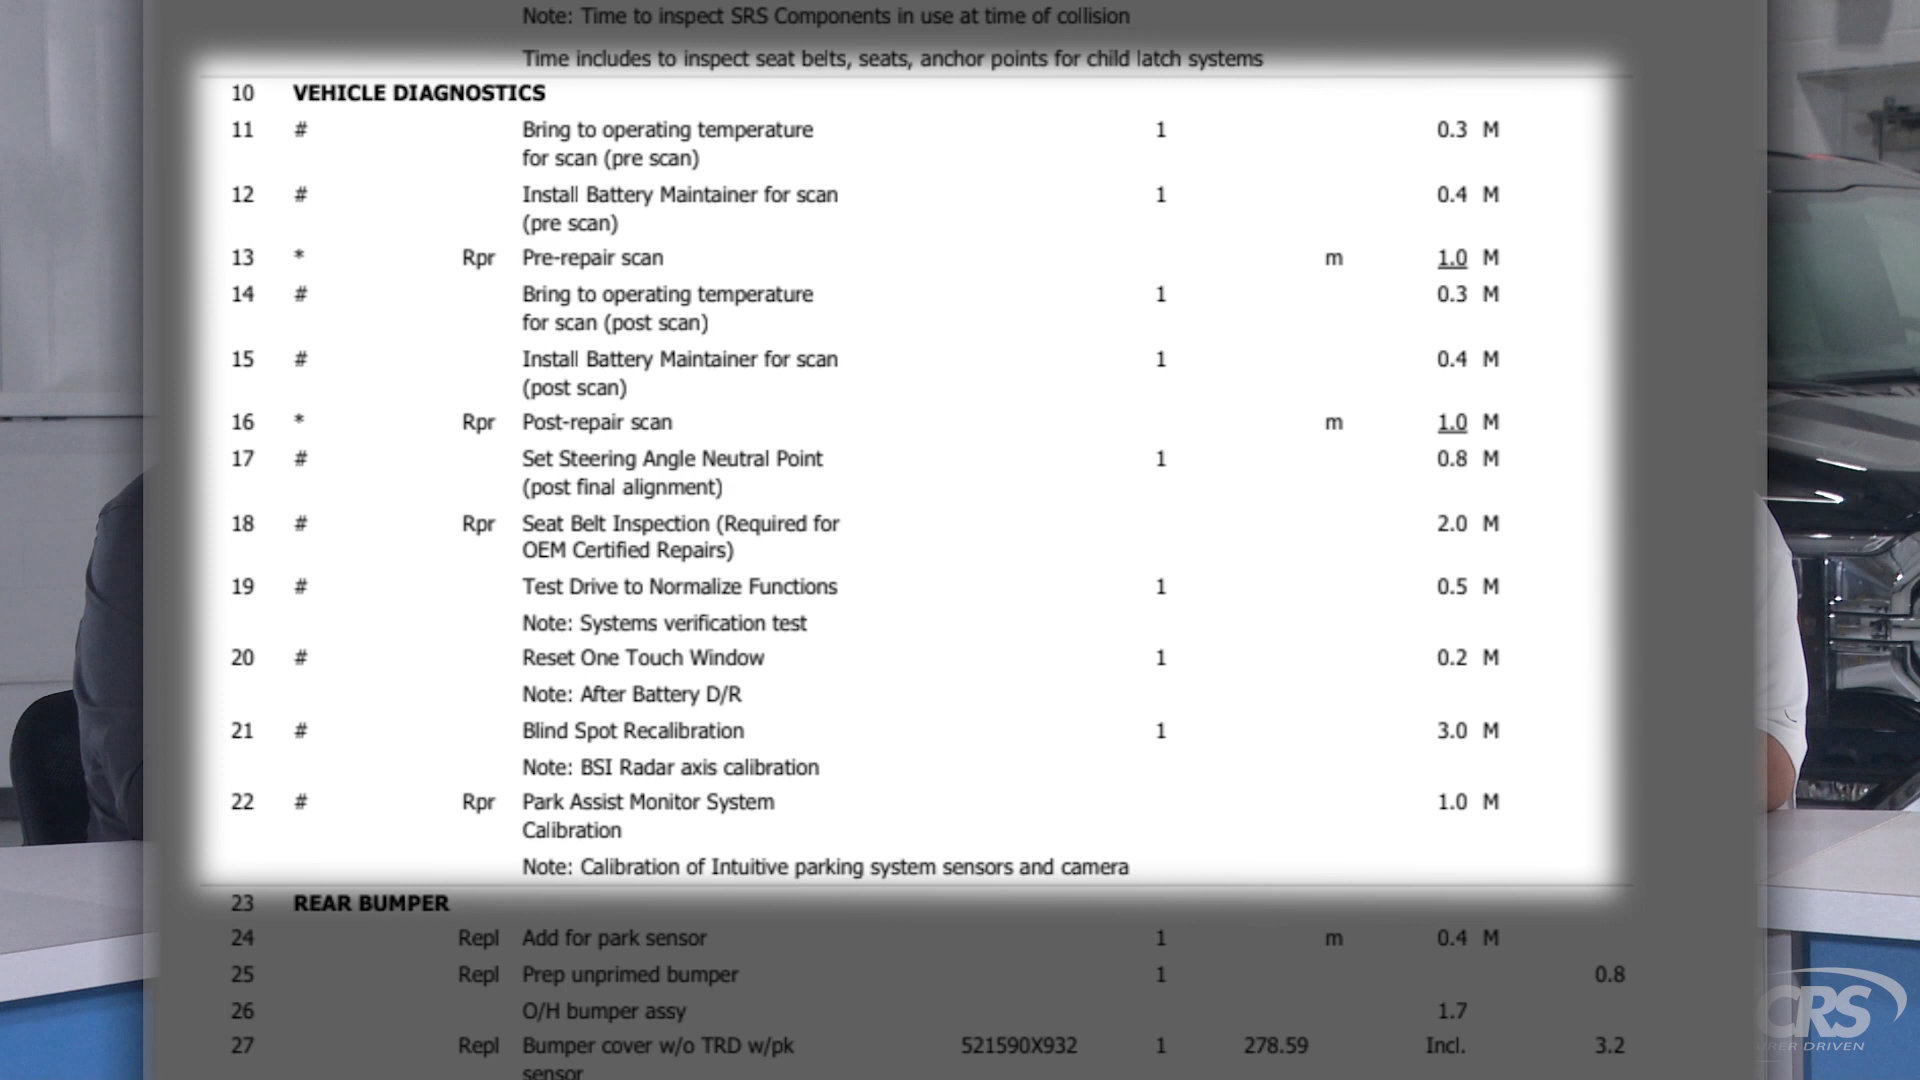 Note: Time to inspect SRS Components in use at time of collision
Time includes to inspect seat belts, seats, anchor points for child latch systems
10 VEHICLE DIAGNOSTICS
11 # Bring to operating temperature 1 0.3 M
for scan (pre scan)
12 # Install Battery Maintainer for scan 1 0.4 M
(pre scan)
13 * Rpr Pre-repair scan m 1.0 M
14 # Bring to operating temperature 1 0.3 M
for scan (post scan)
15 # Install Battery Maintainer for scan 1 0.4 M
(post scan)
16 * Rpr Post-repair scan m 1.0 M
17 # Set Steering Angle Neutral Point 1 0.8 M
(post final alignment)
18 # Rpr Seat Belt Inspection (Required for 2.0 M
OEM Certified Repairs)
19 # Test Drive to Normalize Functions 1 0.5 M
Note: Systems verification test
20 # Reset One Touch Window 1 0.2 M
Note: After Battery D/R
21 # Blind Spot Recalibration 1 3.0 M
Note: BSI Radar axis calibration
22 # Rpr Park Assist Monitor System 1.0 M
Calibration
Note: Calibration of Intuitive parking system sensors and camera
23 REAR BUMPER
24 Repl Add for park sensor 1 m 0.4 M
25 Repl Prep unprimed bumper 1 0.8
26 O/H bumper assy 1.7
27 Repl Bumper cover w/o TRD w/pk 521590X932 1 278.59 Incl. 3.2
sensor
CRS
DRIVEN